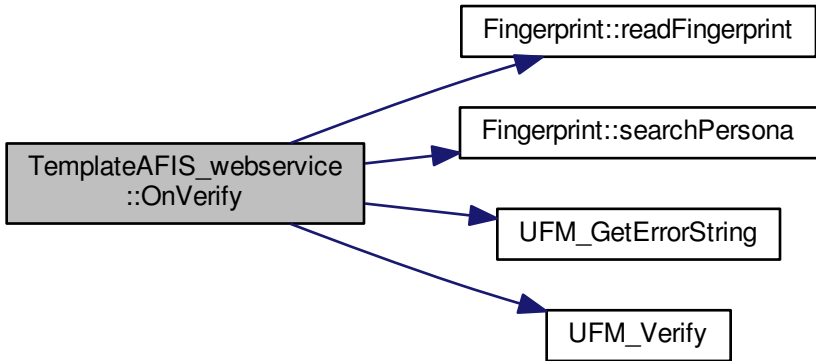 Fingerprint::readFingerprint
Fingerprint::searchPersona
TemplateAFIS_webservice
::OnVerify
UFM_GetErrorString
UFM_Verify